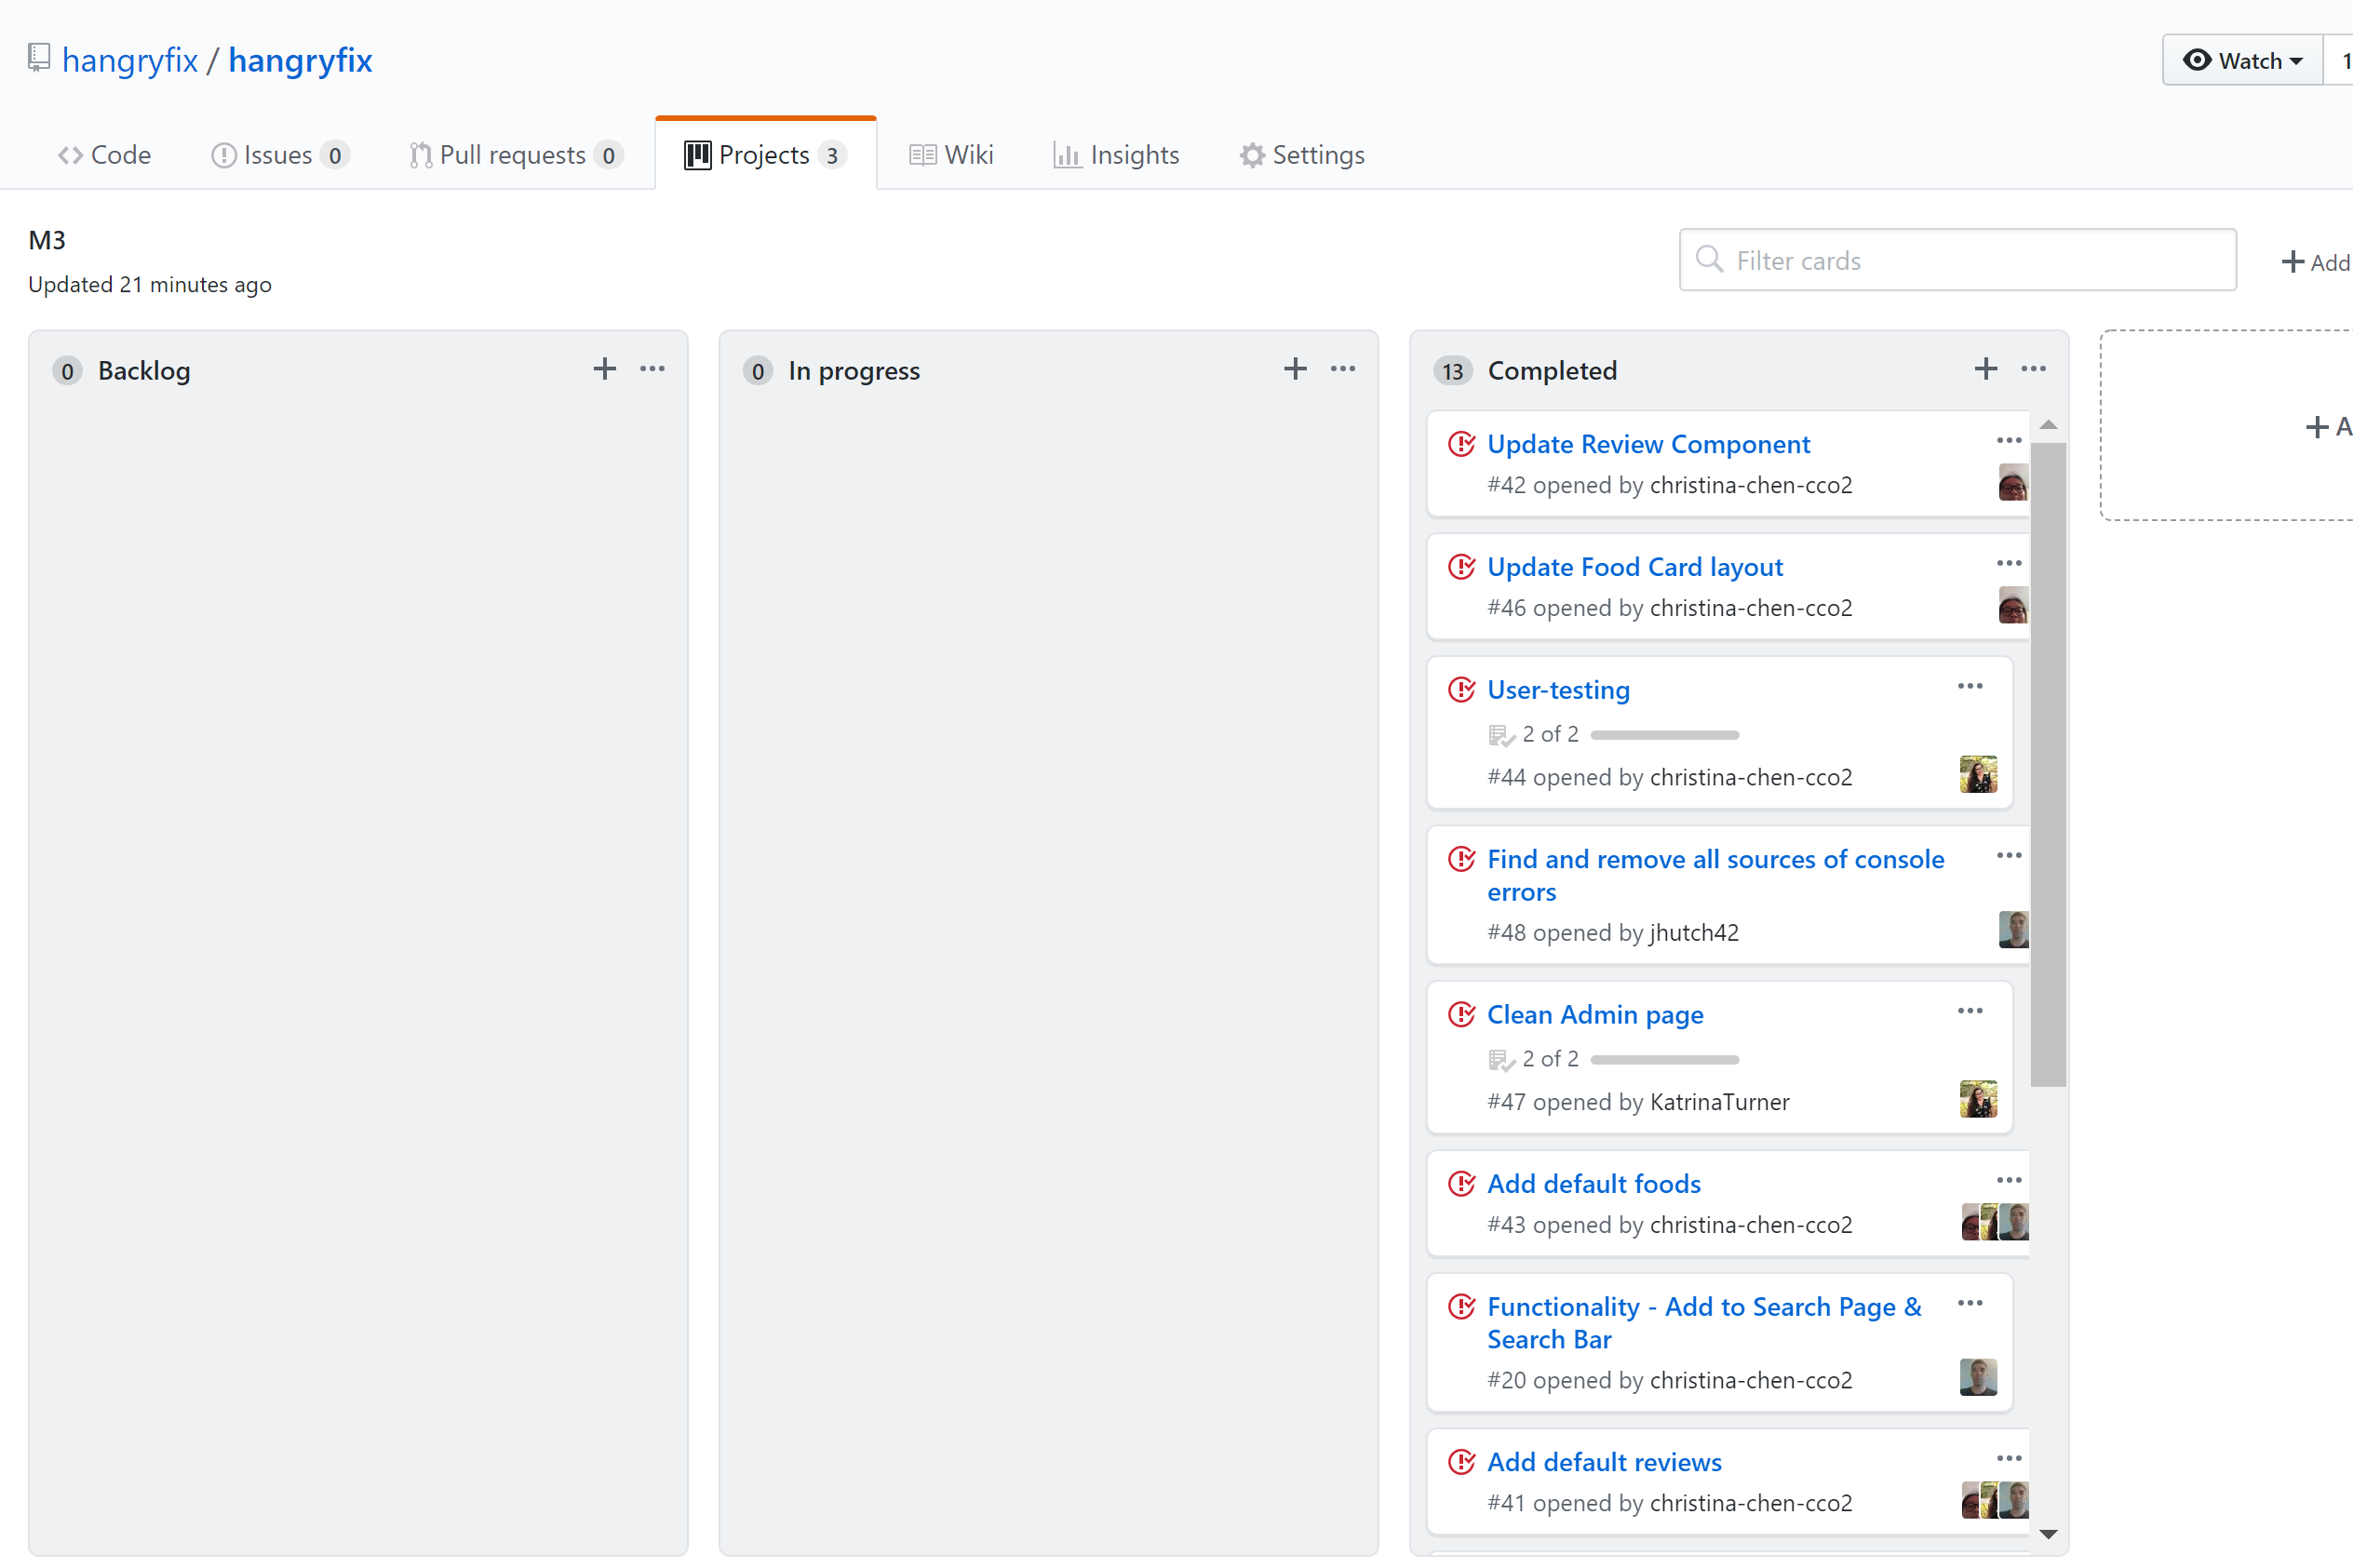 hangryfix / hangryfix
Watch
1
Code
Issues 0
Pull requests 0
Projects 3
Wiki
Insights
Settings
M3
Updated 21 minutes ago
Filter cards
Add
0 Backlog
0 In progress
13 Completed
A
Update Review Component
#42 opened by christina-chen-cco2
Update Food Card layout
#46 opened by christina-chen-cco2
User-testing
2 of 2
#44 opened by christina-chen-cco2
Find and remove all sources of console
errors
#48 opened by jhutch42
Clean Admin page
2 of 2
#47 opened by KatrinaTurner
Add default foods
#43 opened by christina-chen-cco2
Functionality - Add to Search Page &
Search Bar
#20 opened by christina-chen-cco2
Add default reviews
#41 opened by christina-chen-cco2